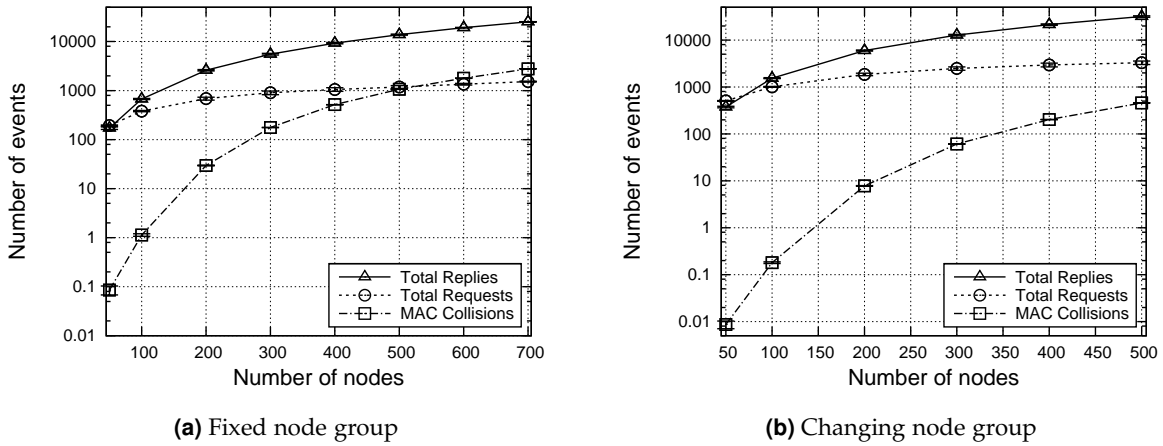 Number of events
10000
1000
100
10
1
0.1
0.01
Total Replies
Total Requests
MAC Collisions
100 200 300 400 500 600 700
Number of nodes
(a) Fixed node group
Number of events
10000
1000
100
10
1
0.1
0.01
Total Replies
Total Requests
MAC Collisions
50 100 150 200 250 300 350 400 450 500
Number of nodes
(b) Changing node group